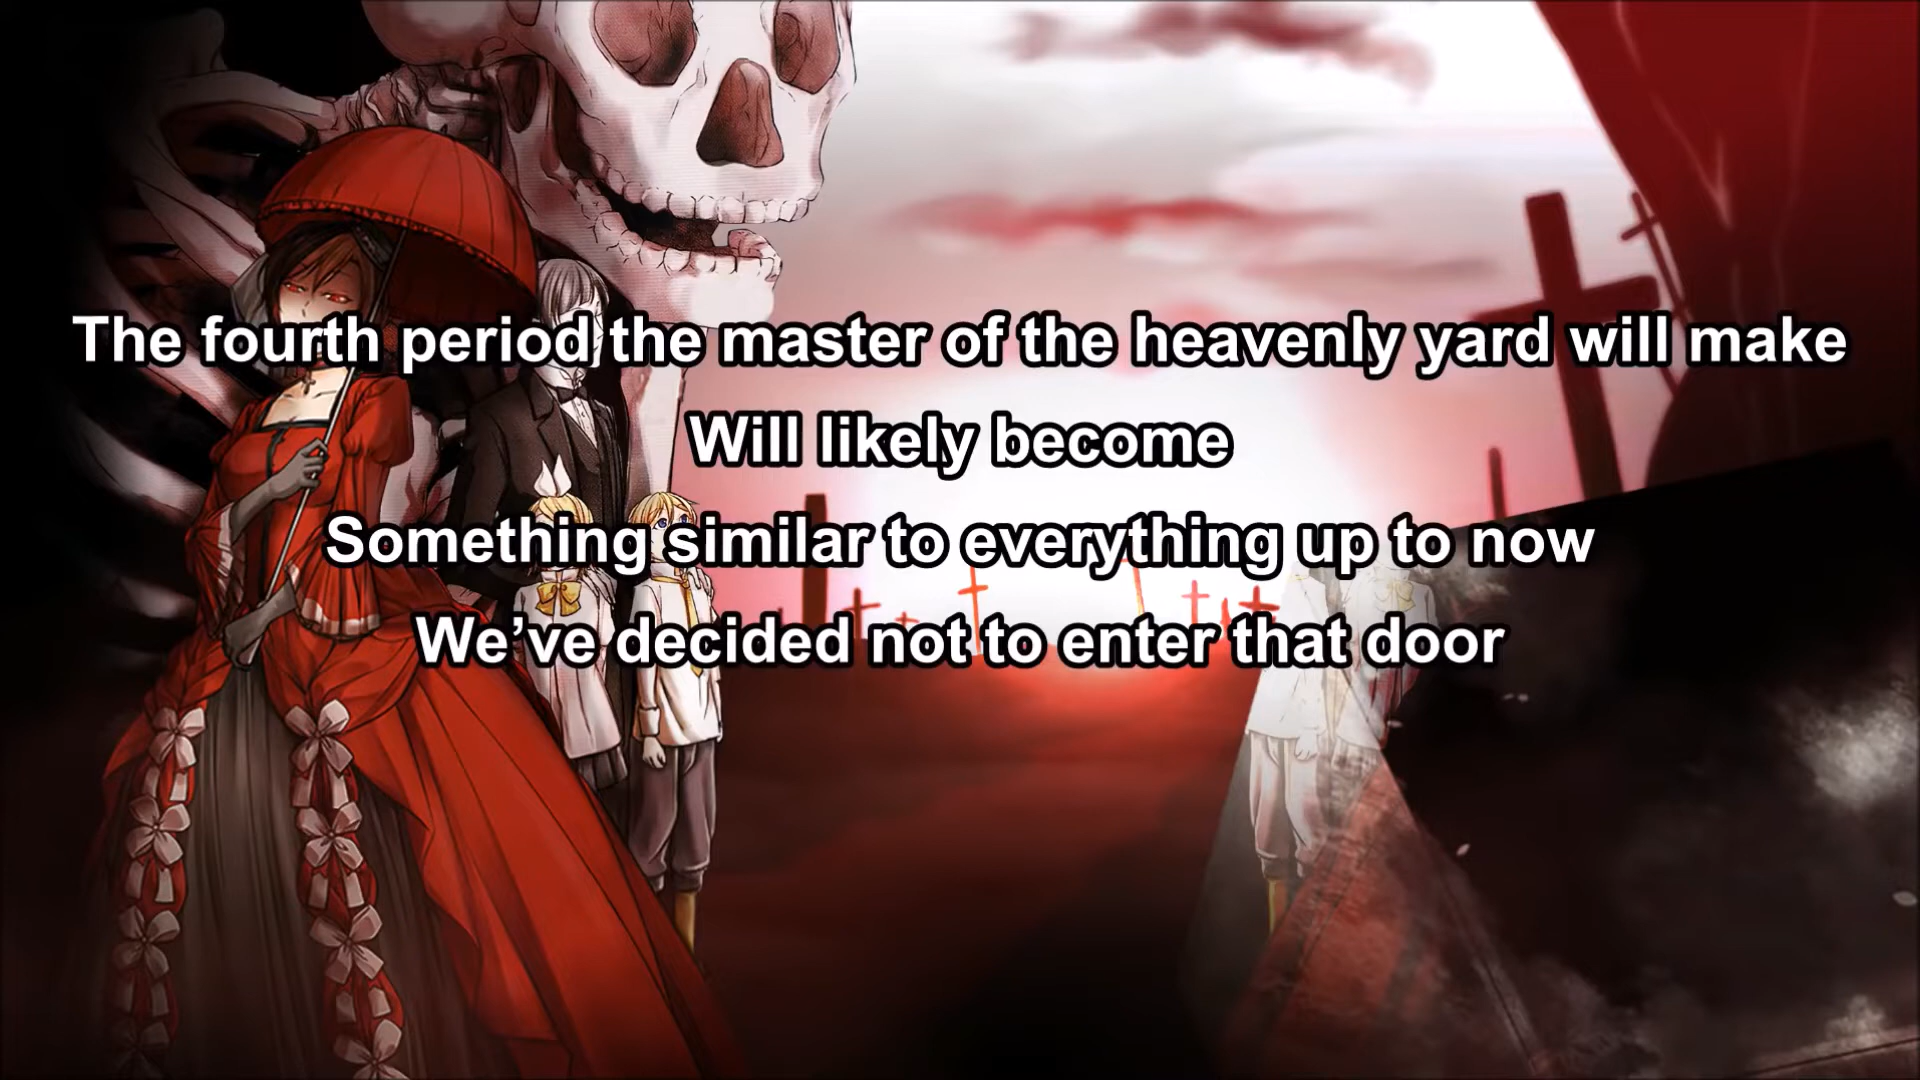 The fourth period the master of the heavenly yard will make
Will likely become
Something similar to everything up to now
We’ve decided not to enter that door